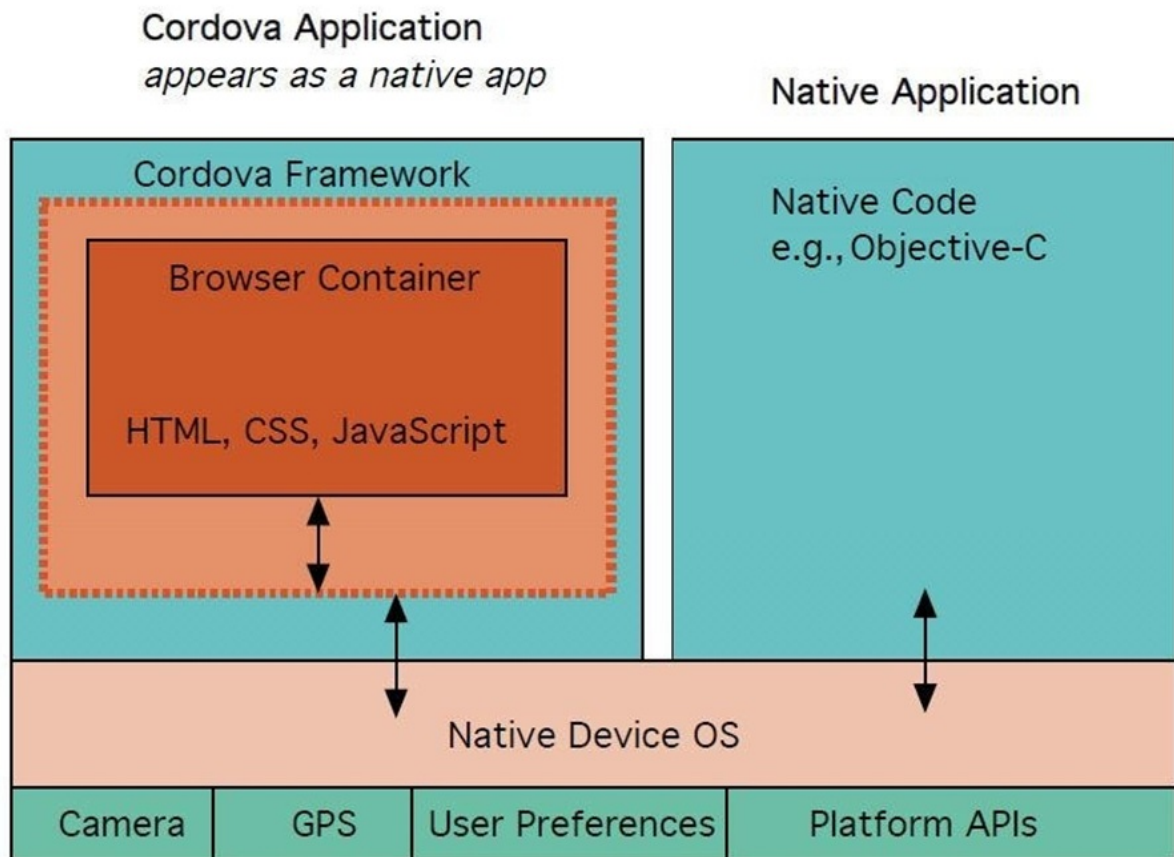 Cordova Application
appears as a native app
Native Application
Cordova Framework
Browser Container
HTML, CSS, JavaScript
Native Code
e.g., Objective-C
Native Device OS
Camera
GPS
User Preferences
Platform APIs